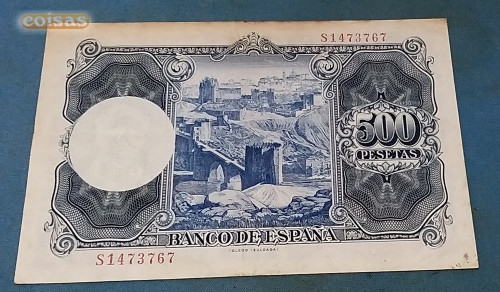 coisas
S1473767
500
PESETAS
BANCO DE ESPAÑA
S1473767